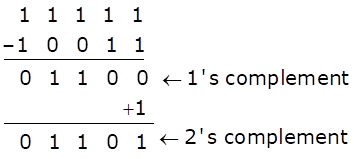 1 1 1 1 1
-1 0 0 1 1
0 1 1 0 0 ← 1's complement
+1
0 1 1 0 1 ← 2's complement